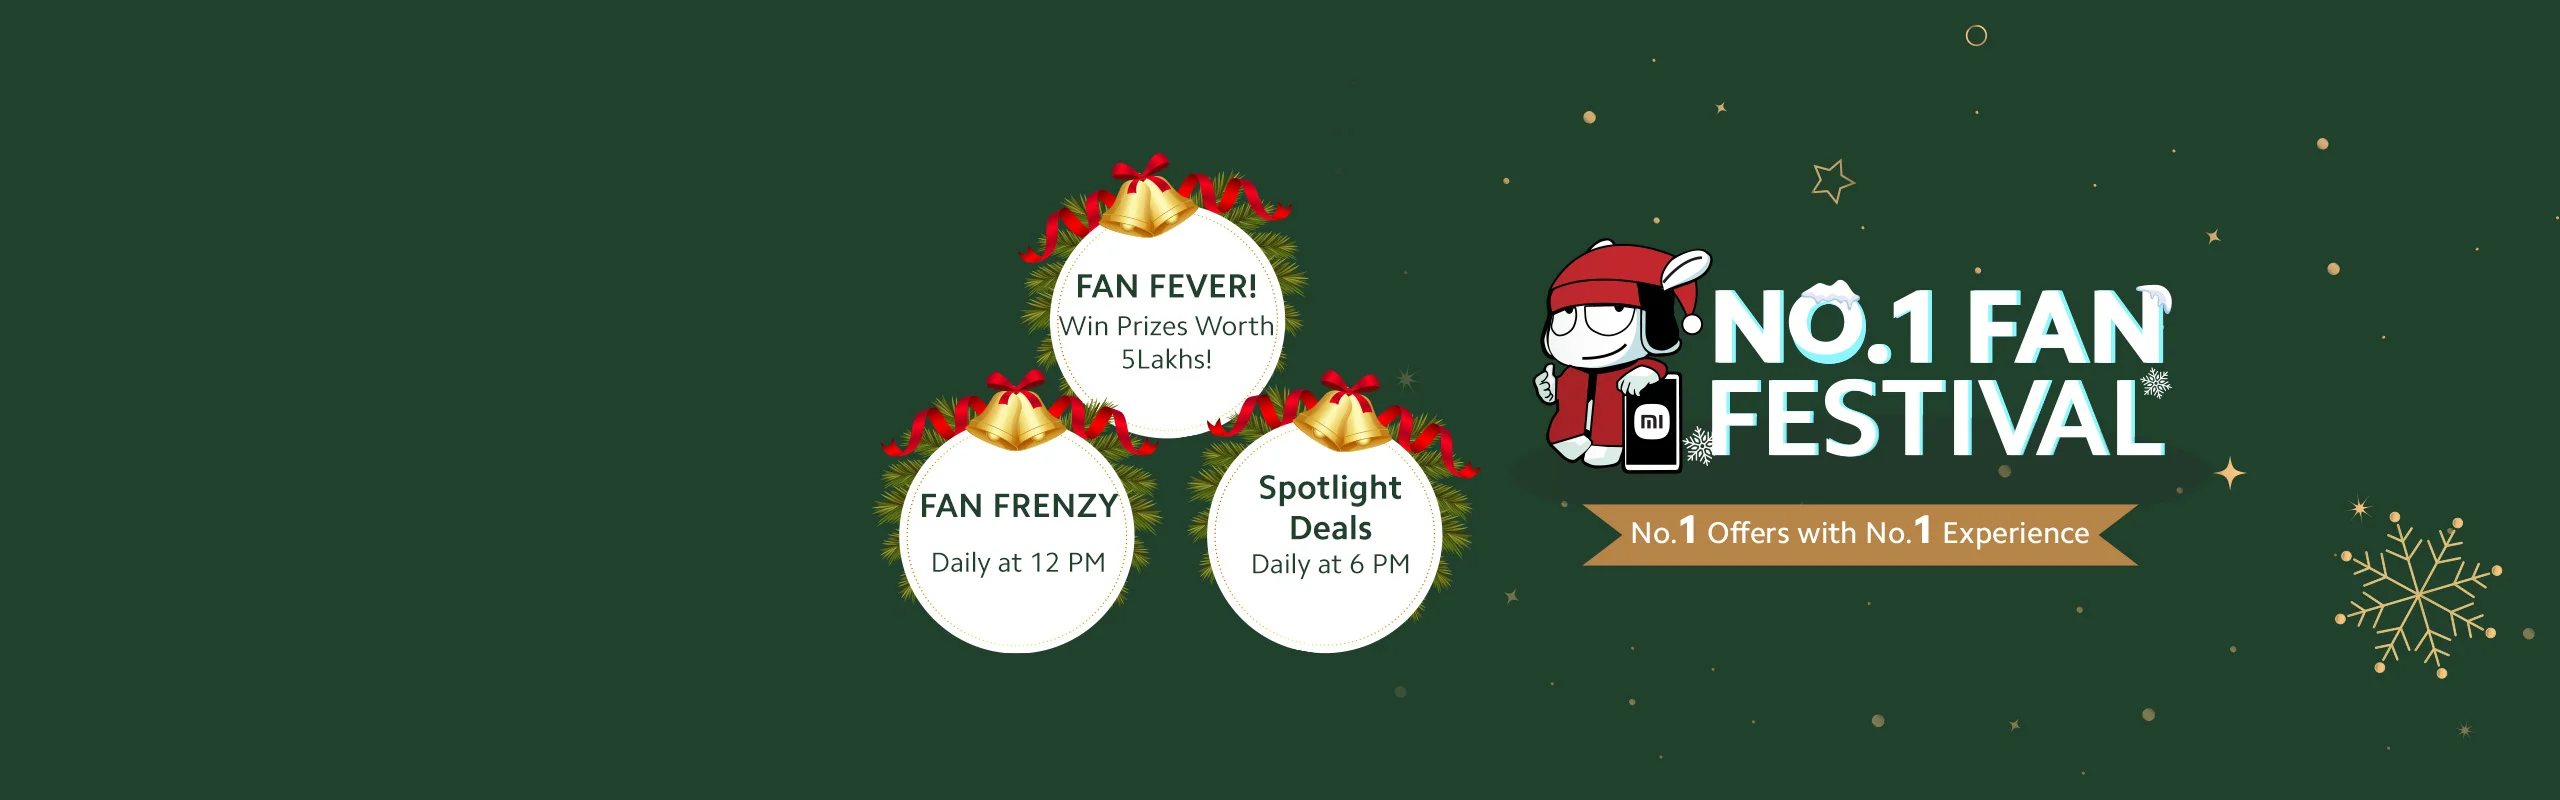 FAN FEVER!
Win Prizes Worth
5Lakhs!
FAN FRENZY
Daily at 12 PM
Spotlight
Deals
Daily at 6 PM
NO.1 FAN
FESTIVAL
mi
No.1 Offers with No.1 Experience